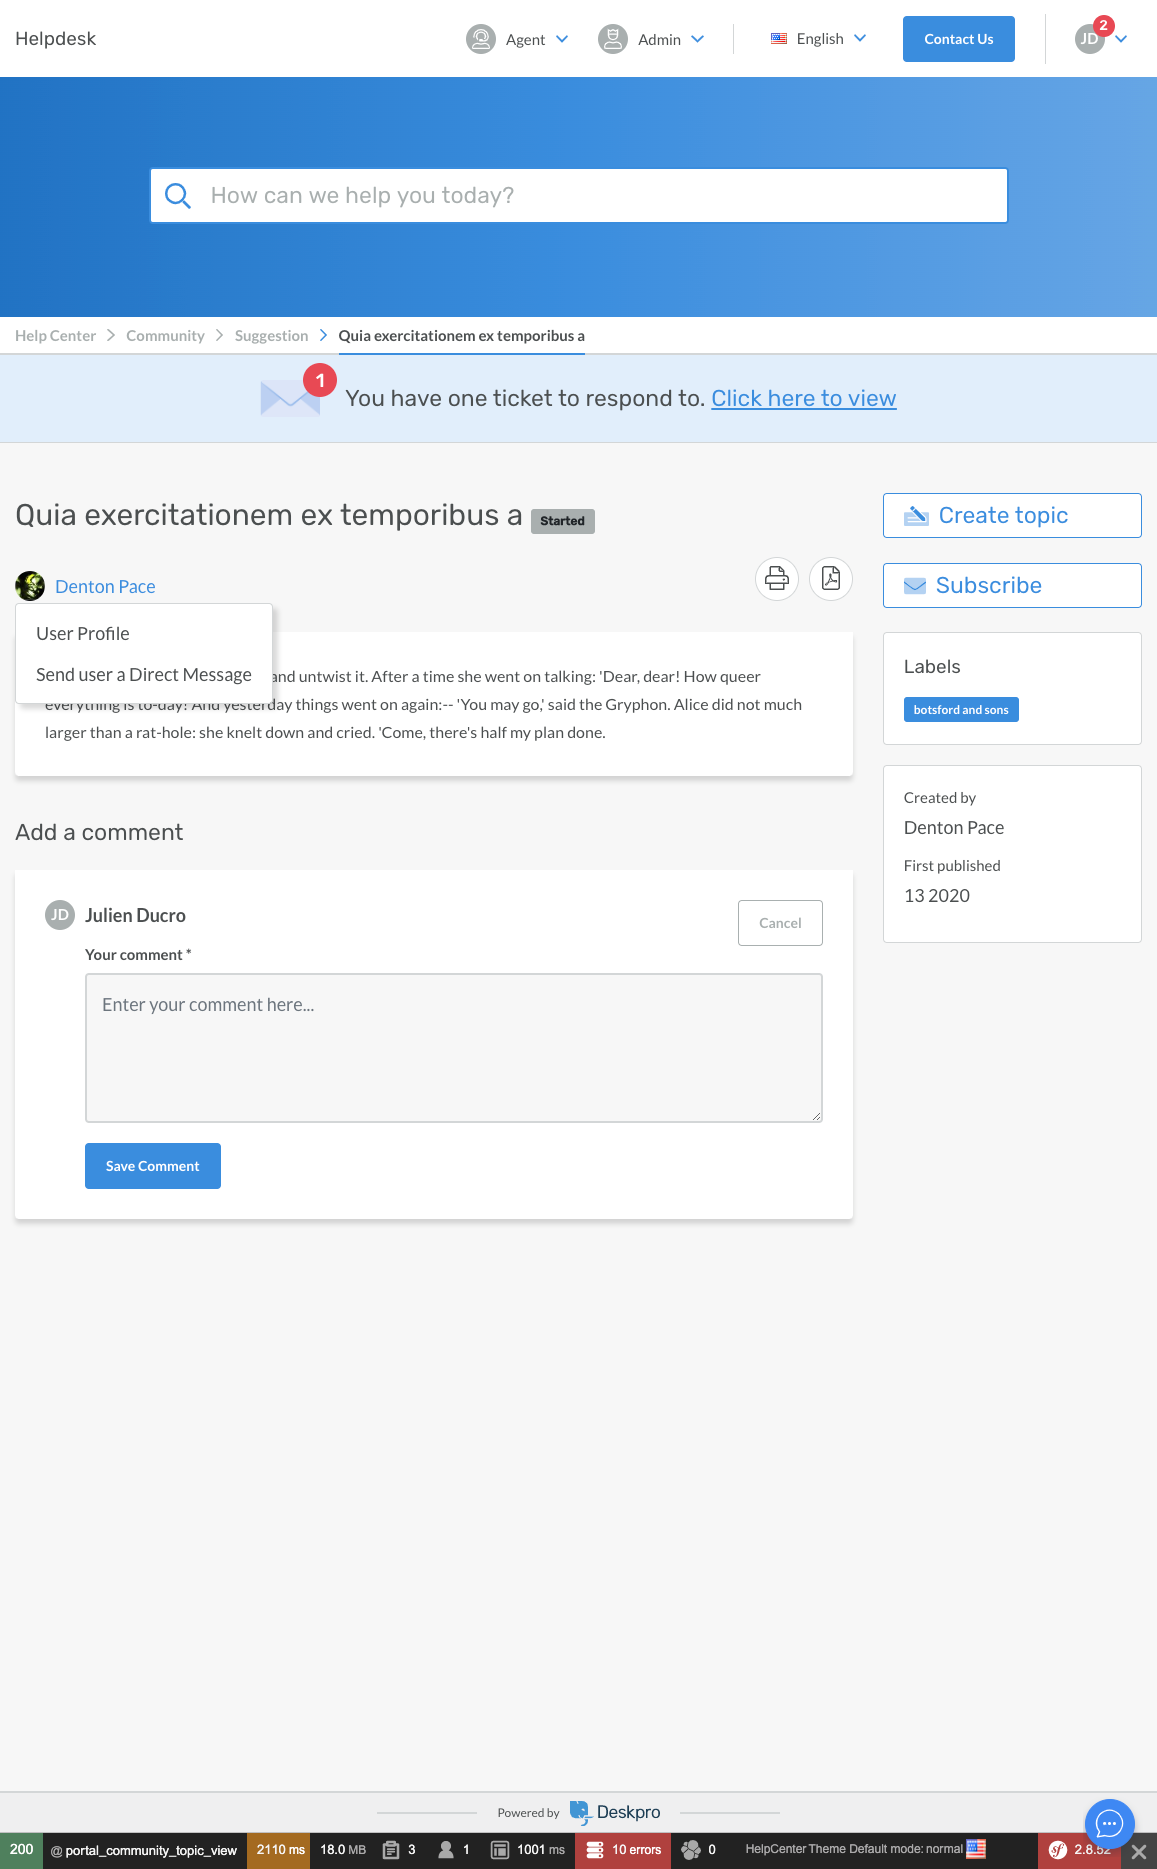 Helpdesk
Agent
Admin
English
Contact Us
JD
2
How can we help you today?
Help Center
Community
Suggestion
Quia exercitationem ex temporibus a
1
You have one ticket to respond to. Click here to view
Quia exercitationem ex temporibus a Started
Denton Pace
User Profile
Send user a Direct Message
and untwist it. After a time she went on talking: 'Dear, dear! How queer
everything is to-day! And yesterday things went on again:-- 'You may go,' said the Gryphon. Alice did not much
larger than a rat-hole: she knelt down and cried. 'Come, there's half my plan done.
Create topic
Subscribe
Labels
botsford and sons
Created by
Denton Pace
First published
13 2020
Add a comment
JD
Julien Ducro
Cancel
Your comment *
Enter your comment here...
Save Comment
Powered by Deskpro
200 @ portal_community_topic_view 2110 ms 18.0 MB 3 1 1001 ms 10 errors 0 HelpCenter Theme Default mode: normal sf